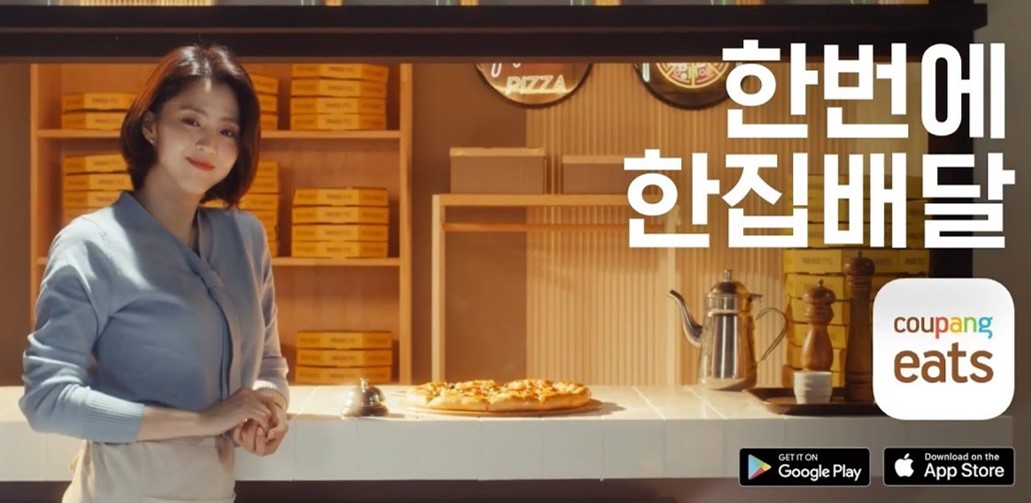 PIZZA
한번에
한집배달
coupang
eats
GET IT ON
Google Play
Download on the
App Store